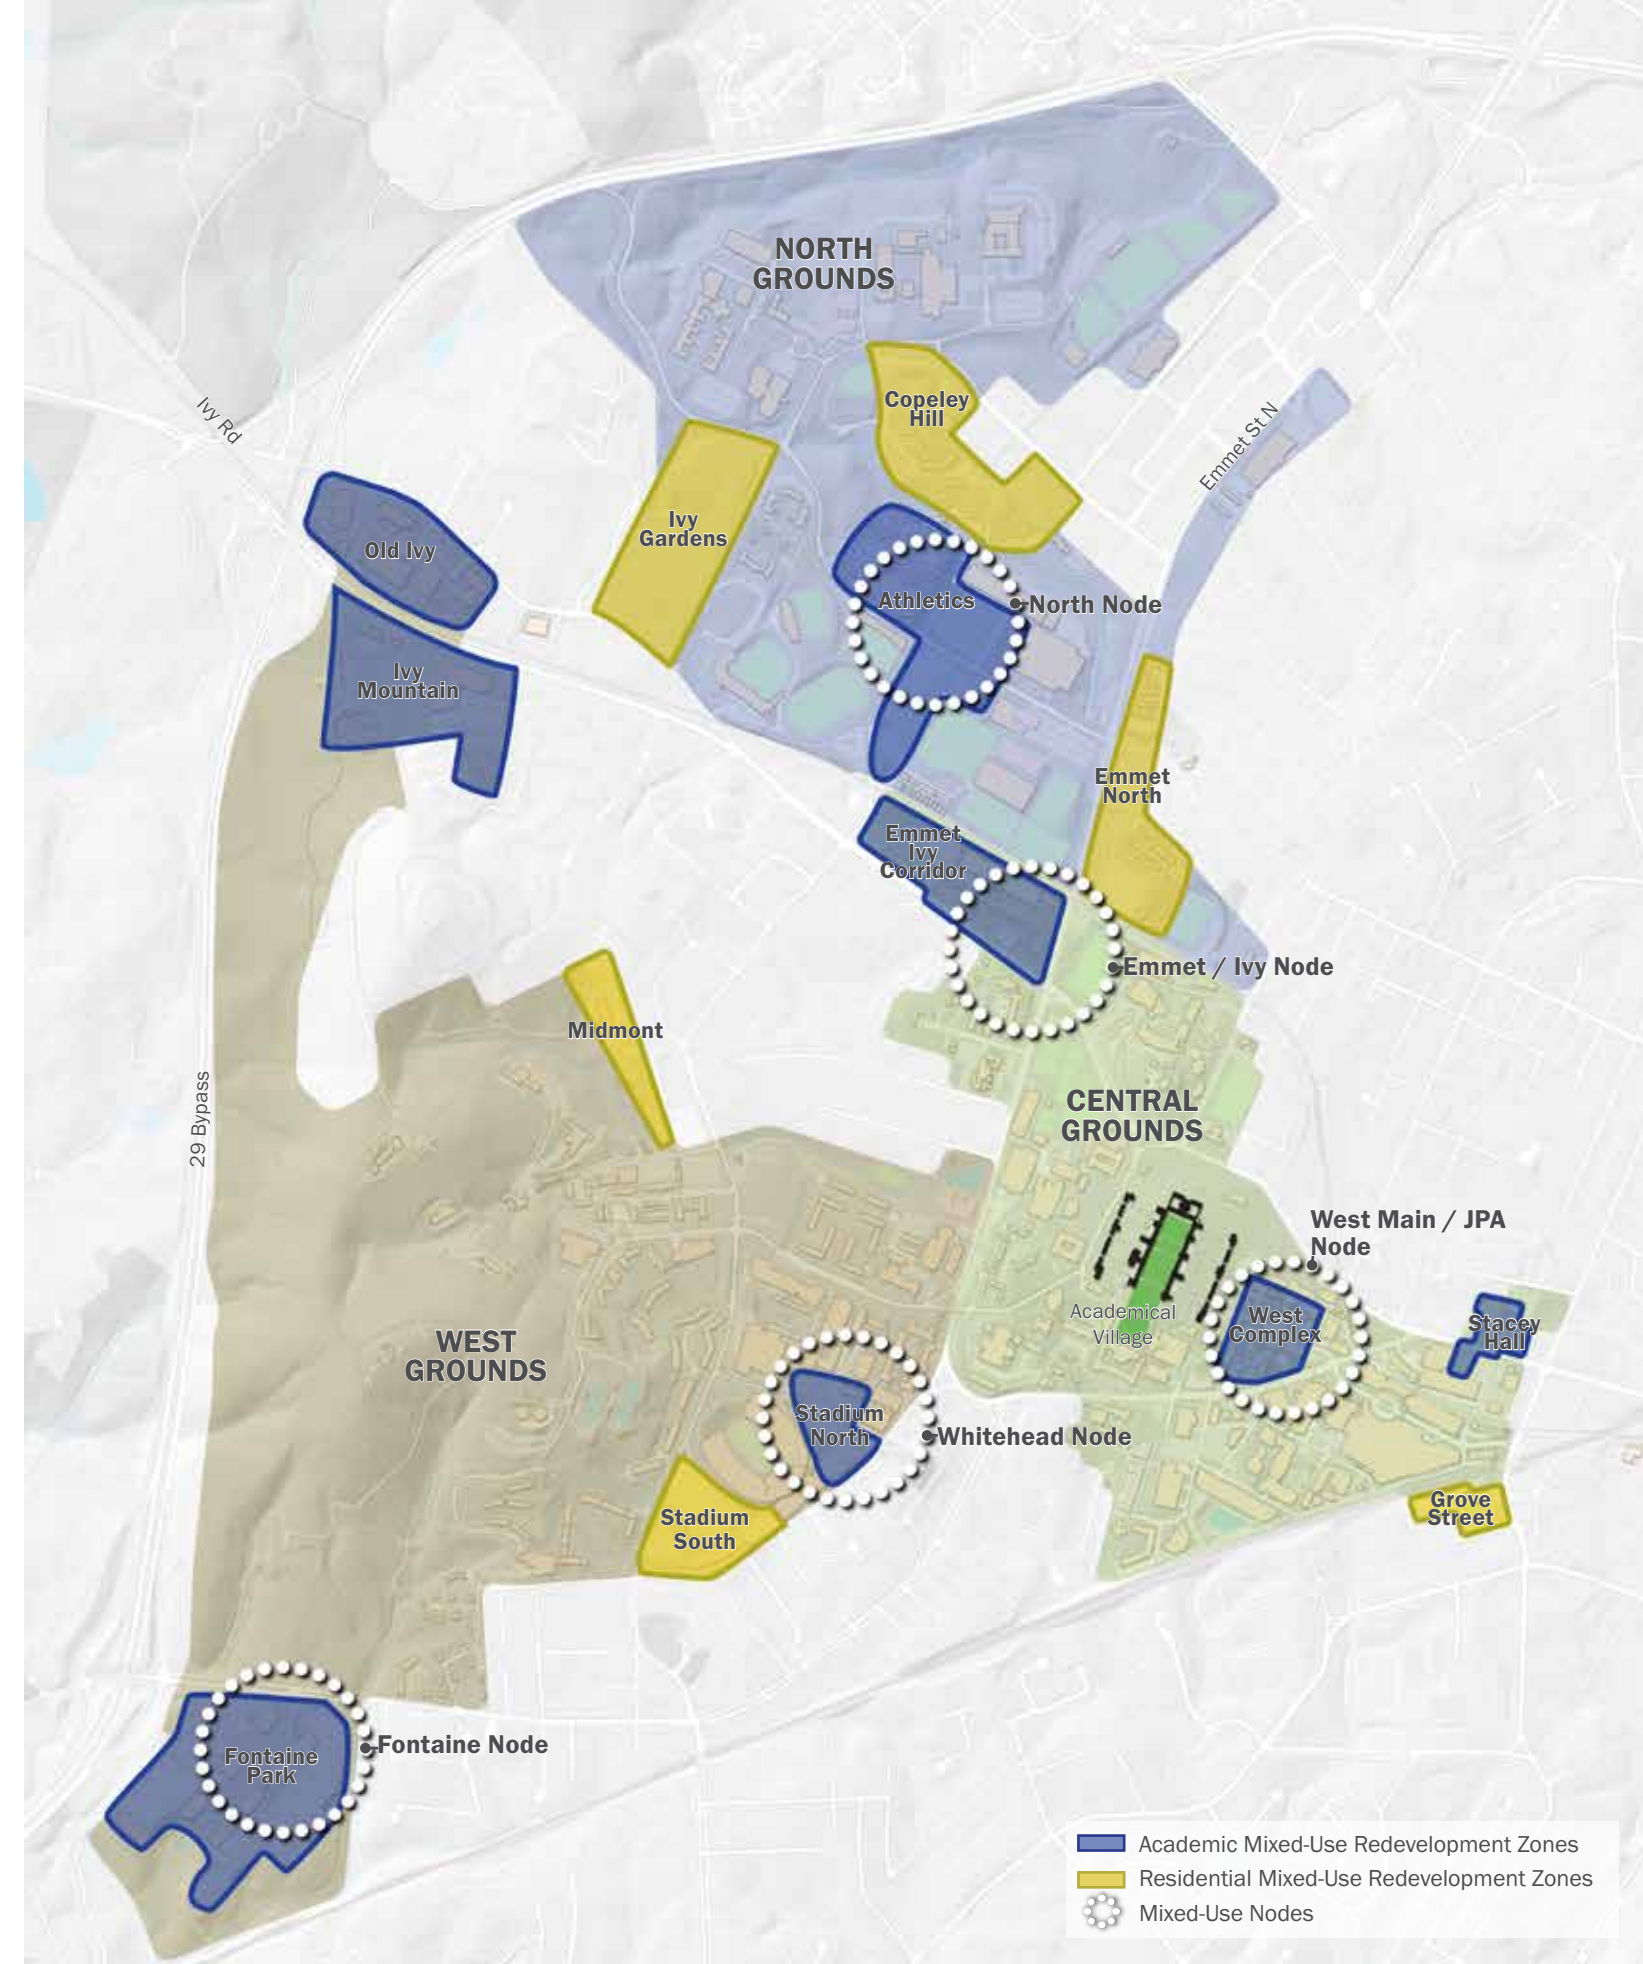 NORTH
GROUNDS
Copeley
Hill
Ivy Rd
Emmet St N
Ivy
Gardens
Old Ivy
Athletics
North Node
Ivy
Mountain
Emmet
North
Emmet
Ivy
Corridor
Emmet / Ivy Node
Midmont
29 Bypass
CENTRAL
GROUNDS
West Main / JPA
Node
Academical
Village
West
Complex
Stacey
Hall
WEST
GROUNDS
Stadium
North
Whitehead Node
Stadium
South
Grove
Street
Fontaine Node
Fontaine
Park
Academic Mixed-Use Redevelopment Zones
Residential Mixed-Use Redevelopment Zones
Mixed-Use Nodes